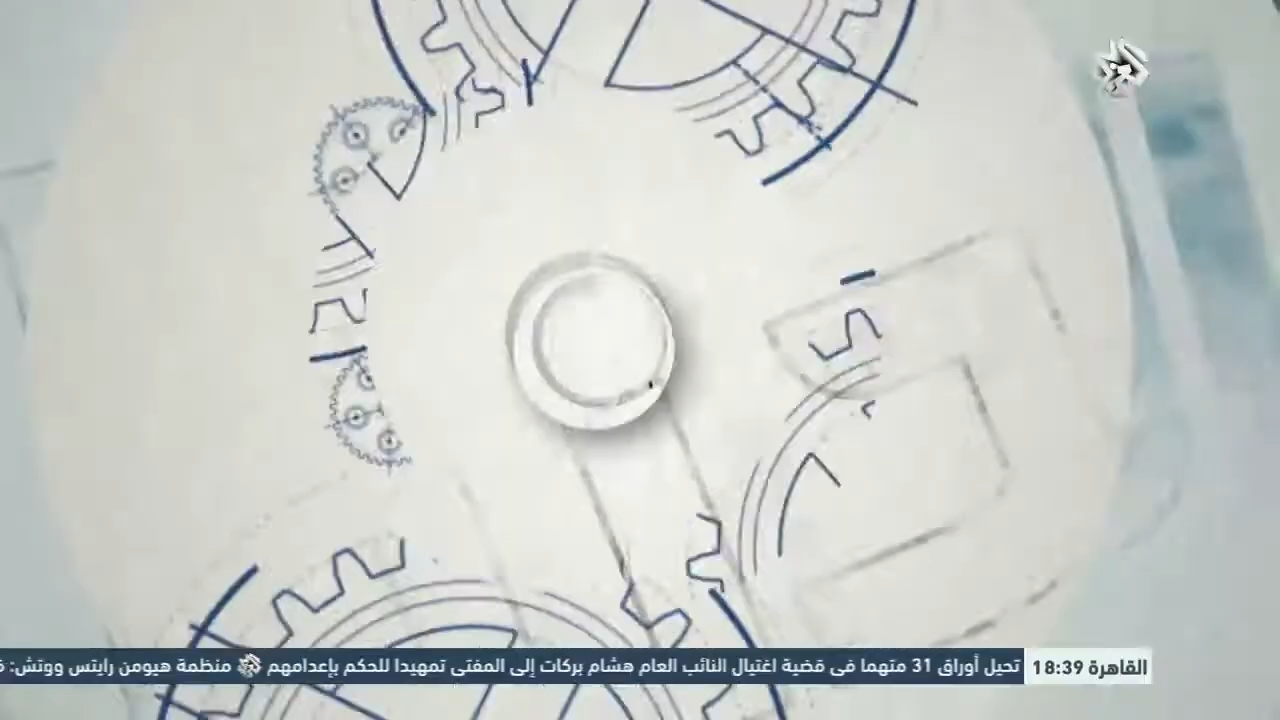 القاهرة 18:39
تحيل أوراق 31 متهما فى قضية اغتيال النائب العام هشام بركات إلى المفتى تمهيدا للحكم بإعدامهم منظمة هيومن رايتس ووتش: